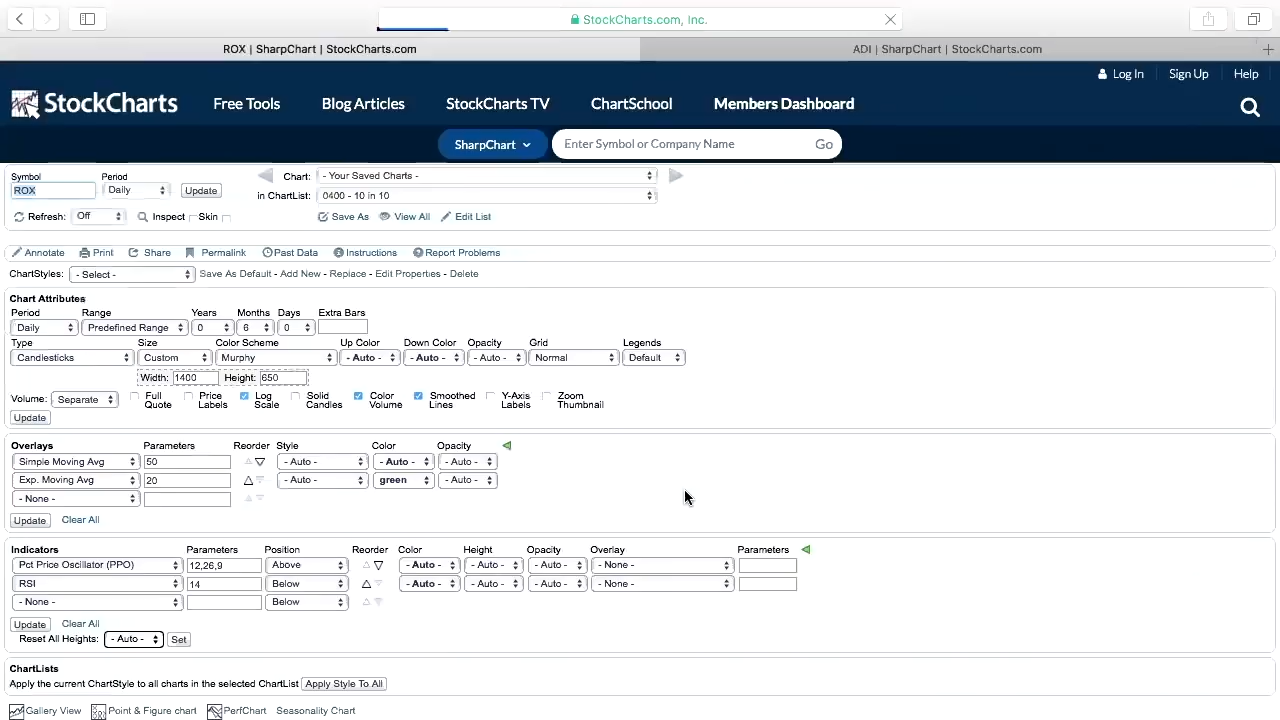 StockCharts.com, Inc.
ROX | SharpChart | StockCharts.com
ADI | SharpChart | StockCharts.com
Log In Sign Up Help
StockCharts Free Tools Blog Articles StockCharts TV ChartSchool Members Dashboard
SharpChart Enter Symbol or Company Name Go
Symbol Period Chart: - Your Saved Charts -
ROX Daily Update in ChartList: 0400 - 10 in 10
Refresh: Off Inspect Skin Save As View All Edit List
Annotate Print Share Permalink Past Data Instructions Report Problems
ChartStyles: - Select - Save As Default - Add New - Replace - Edit Properties - Delete
Chart Attributes
Period Range Years Months Days Extra Bars
Daily Predefined Range 0 6 0
Type Size Color Scheme Up Color Down Color Opacity Grid Legends
Candlesticks Custom Murphy - Auto - - Auto - - Auto - Normal Default
Width: 1400 Height: 650
Volume: Separate Full Quote Price Labels Log Scale Solid Candles Color Volume Smoothed Lines Y-Axis Labels Zoom Thumbnail
Update
Overlays Parameters Reorder Style Color Opacity
Simple Moving Avg 50 - Auto - - Auto - - Auto -
Exp. Moving Avg 20 - Auto - green - Auto -
- None -
Update Clear All
Indicators Parameters Position Reorder Color Height Opacity Overlay Parameters
Pct Price Oscillator (PPO) 12,26,9 Above - Auto - - Auto - - Auto - - None -
RSI 14 Below - Auto - - Auto - - Auto - - None -
- None - Below
Update Clear All
Reset All Heights: - Auto - Set
ChartLists
Apply the current ChartStyle to all charts in the selected ChartList Apply Style To All
Gallery View Point & Figure chart PerfChart Seasonality Chart